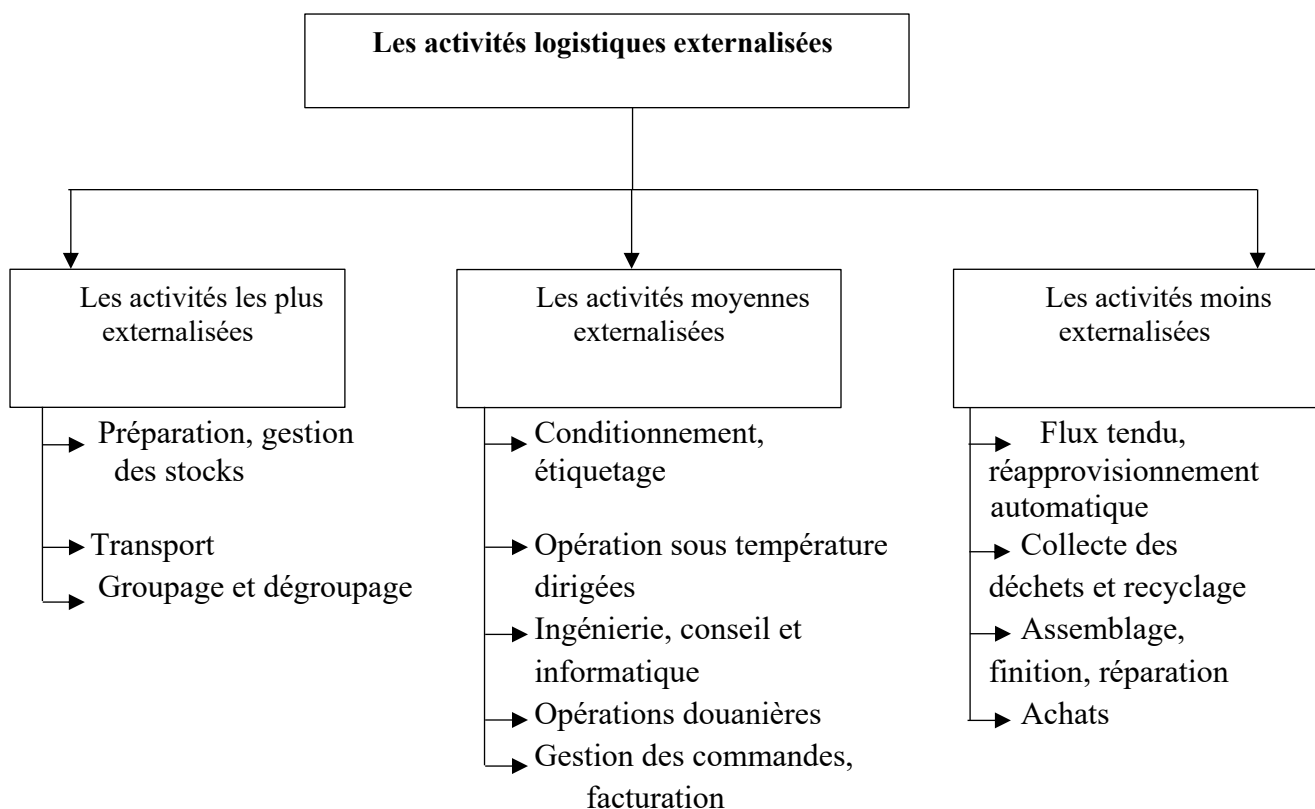 Les activités logistiques externalisées
Les activités les plus
externalisées
Préparation, gestion
des stocks
Transport
Groupage et dégroupage
Les activités moyennes
externalisées
Conditionnement,
étiquetage
Opération sous température
dirigées
Ingénierie, conseil et
informatique
Opérations douanières
Gestion des commandes,
facturation
Les activités moins
externalisées
Flux tendu,
réapprovisionnement
automatique
Collecte des
déchets et recyclage
Assemblage,
finition, réparation
Achats